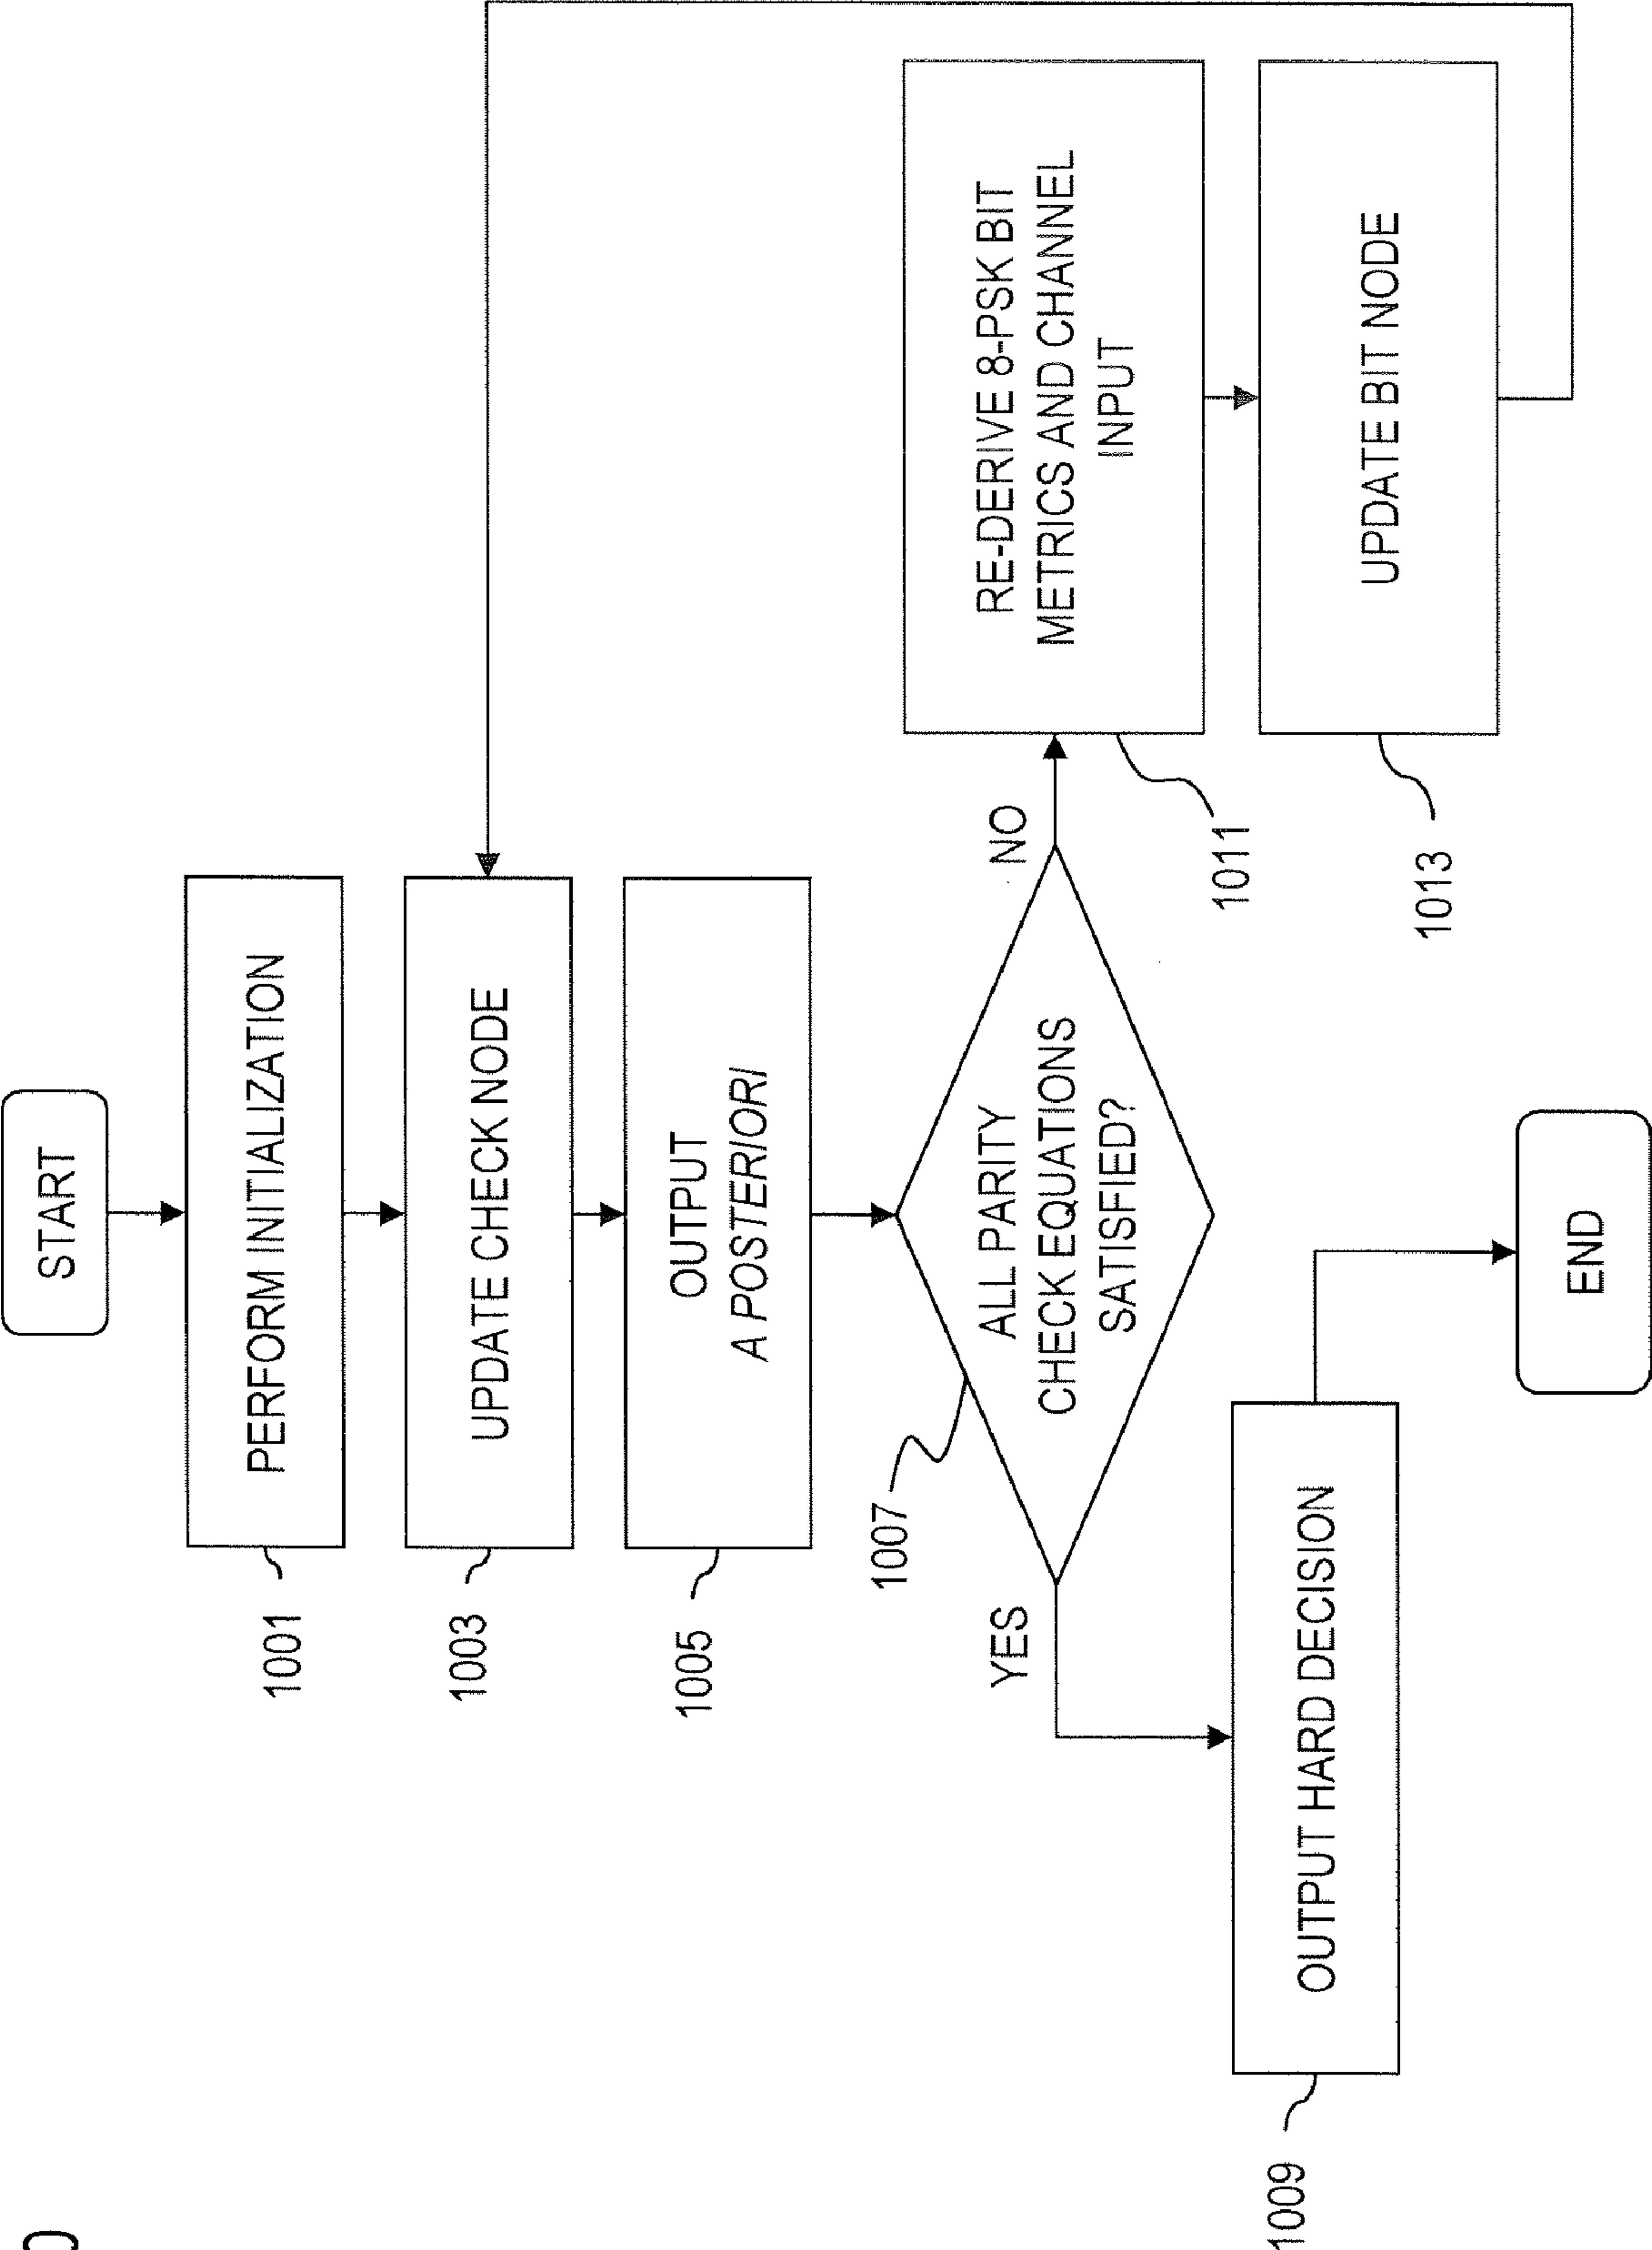 START
PERFORM INITIALIZATION
1001
UPDATE CHECK NODE
1003
OUTPUT
A POSTERIORI
1005
ALL PARITY
CHECK EQUATIONS
SATISFIED?
1007
NO
YES
RE-DERIVE 8-PSK BIT
METRICS AND CHANNEL
INPUT
1011
UPDATE BIT NODE
1013
OUTPUT HARD DECISION
1009
END